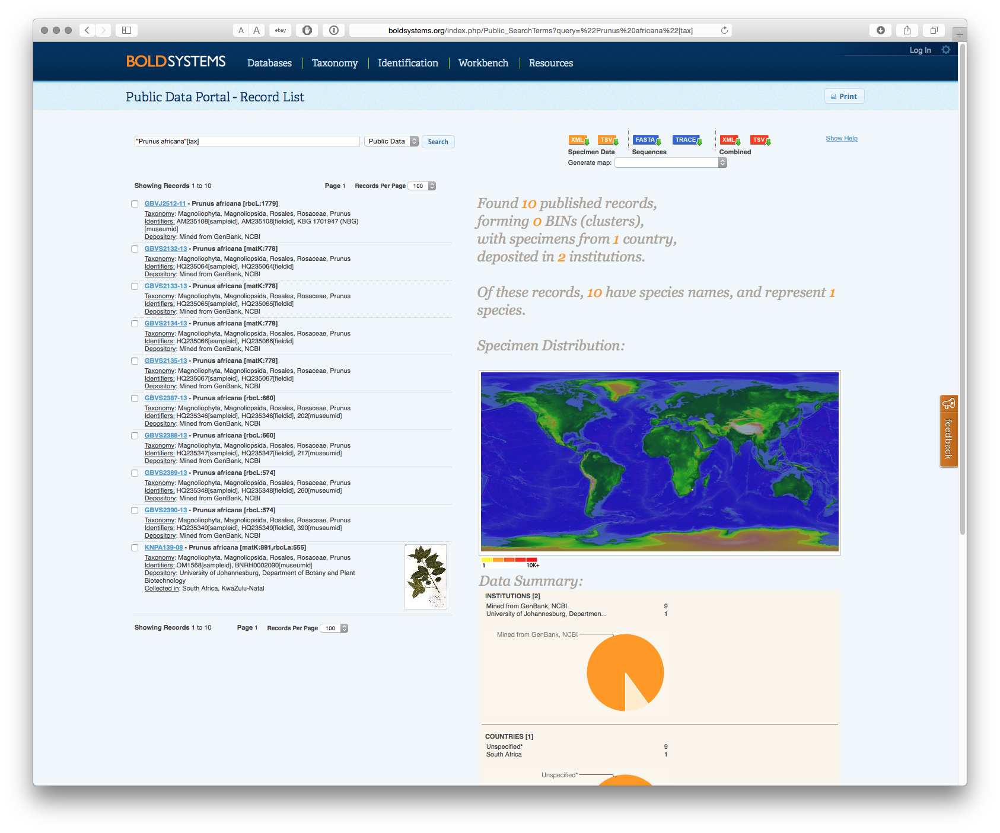 A A ebay boldsystems.org/index.php/Public_SearchTerms?query=%22Prunus%20africana%22[tax]
Log In
BOLDSYSTEMS Databases Taxonomy Identification Workbench Resources
Public Data Portal - Record List
Print
"Prunus africana"[tax] Public Data Search
XML TSV FASTA TRACE XML TSV
Show Help
Specimen Data Sequences Combined
Generate map:
Showing Records 1 to 10 Page 1 Records Per Page 100
GBVJ2512-11 - Prunus africana [rbcL:1779]
Taxonomy: Magnoliophyta, Magnoliopsida, Rosales, Rosaceae, Prunus
Identifiers: AM235108[sampleid], AM235108[fieldid], KBG 1701947 (NBG)
[museumid]
Depository: Mined from GenBank, NCBI
GBVS2132-13 - Prunus africana [matK:778]
Taxonomy: Magnoliophyta, Magnoliopsida, Rosales, Rosaceae, Prunus
Identifiers: HQ235064[sampleid], HQ235064[fieldid]
Depository: Mined from GenBank, NCBI
GBVS2133-13 - Prunus africana [matK:778]
Taxonomy: Magnoliophyta, Magnoliopsida, Rosales, Rosaceae, Prunus
Identifiers: HQ235065[sampleid], HQ235065[fieldid]
Depository: Mined from GenBank, NCBI
GBVS2134-13 - Prunus africana [matK:778]
Taxonomy: Magnoliophyta, Magnoliopsida, Rosales, Rosaceae, Prunus
Identifiers: HQ235066[sampleid], HQ235066[fieldid]
Depository: Mined from GenBank, NCBI
GBVS2135-13 - Prunus africana [matK:778]
Taxonomy: Magnoliophyta, Magnoliopsida, Rosales, Rosaceae, Prunus
Identifiers: HQ235067[sampleid], HQ235067[fieldid]
Depository: Mined from GenBank, NCBI
GBVS2387-13 - Prunus africana [rbcL:660]
Taxonomy: Magnoliophyta, Magnoliopsida, Rosales, Rosaceae, Prunus
Identifiers: HQ235346[sampleid], HQ235346[fieldid], 202[museumid]
Depository: Mined from GenBank, NCBI
GBVS2388-13 - Prunus africana [rbcL:660]
Taxonomy: Magnoliophyta, Magnoliopsida, Rosales, Rosaceae, Prunus
Identifiers: HQ235347[sampleid], HQ235347[fieldid], 217[museumid]
Depository: Mined from GenBank, NCBI
GBVS2389-13 - Prunus africana [rbcL:574]
Taxonomy: Magnoliophyta, Magnoliopsida, Rosales, Rosaceae, Prunus
Identifiers: HQ235348[sampleid], HQ235348[fieldid], 260[museumid]
Depository: Mined from GenBank, NCBI
GBVS2390-13 - Prunus africana [rbcL:574]
Taxonomy: Magnoliophyta, Magnoliopsida, Rosales, Rosaceae, Prunus
Identifiers: HQ235349[sampleid], HQ235349[fieldid], 390[museumid]
Depository: Mined from GenBank, NCBI
KNPA139-08 - Prunus africana [matK:891,rbcLa:555]
Taxonomy: Magnoliophyta, Magnoliopsida, Rosales, Rosaceae, Prunus
Identifiers: OM1568[sampleid], BNRH0002090[museumid]
Depository: University of Johannesburg, Department of Botany and Plant
Biotechnology
Collected in: South Africa, KwaZulu-Natal
Showing Records 1 to 10 Page 1 Records Per Page 100
Found 10 published records,
forming 0 BINs (clusters),
with specimens from 1 country,
deposited in 2 institutions.
Of these records, 10 have species names, and represent 1
species.
Specimen Distribution:
1 10K+
Data Summary:
INSTITUTIONS [2]
Mined from GenBank, NCBI 9
University of Johannesburg, Departmen... 1
Mined from GenBank, NCBI
COUNTRIES [1]
Unspecified* 9
South Africa 1
Unspecified*
feedback